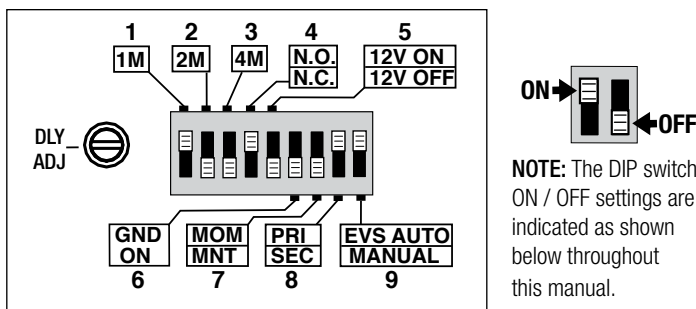 1 2 3 4 5
1M 2M 4M N.O. 12V ON
N.C. 12V OFF
DLY
ADJ
GND MOM PRI EVS AUTO
ON MNT SEC MANUAL
6 7 8 9
ON OFF
NOTE: The DIP switch
ON / OFF settings are
indicated as shown
below throughout
this manual.